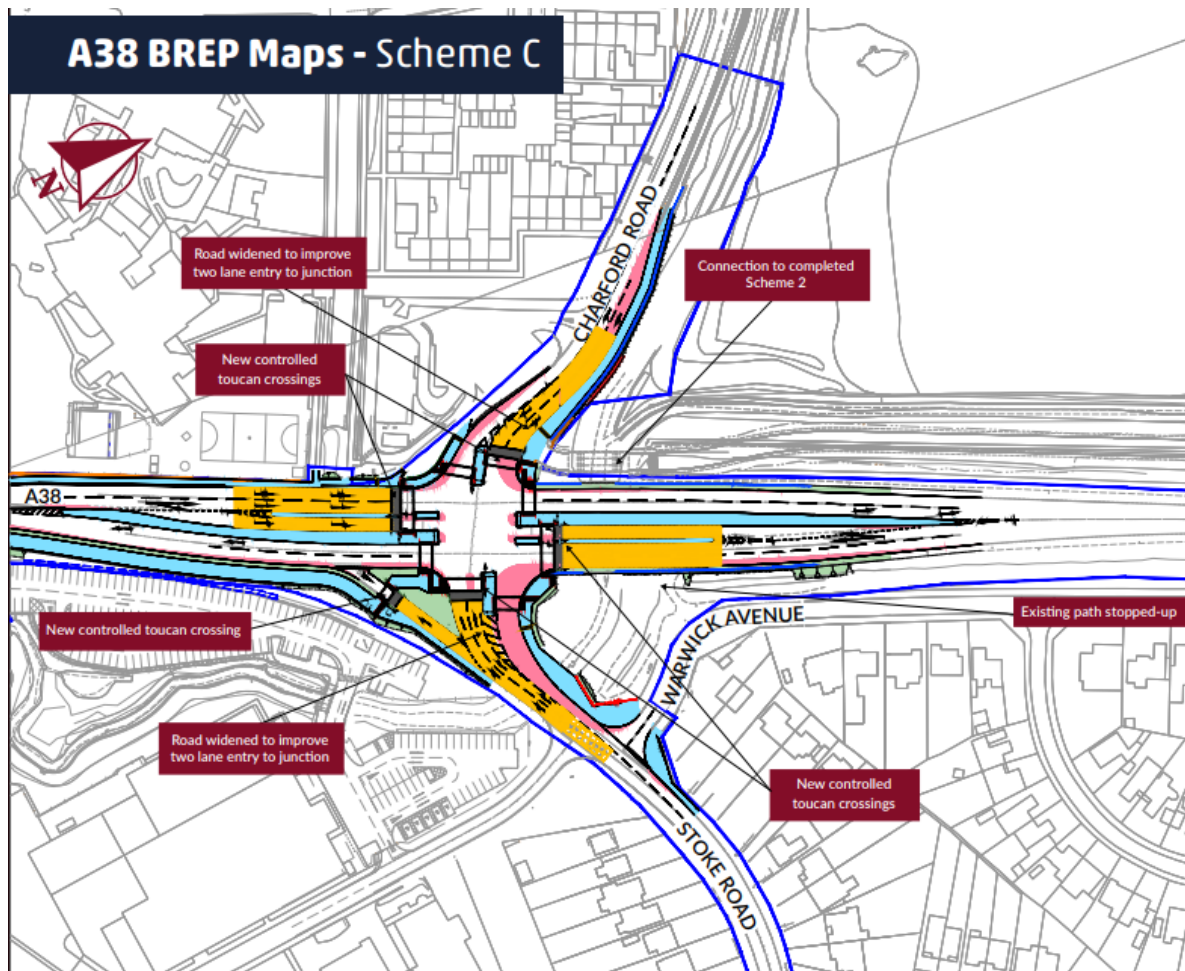 A38 BREP Maps - Scheme C
N
Road widened to improve
two lane entry to junction
CHARFORD ROAD
Connection to completed
Scheme 2
New controlled
toucan crossings
A38
New controlled toucan crossing
WARWICK AVENUE
Existing path stopped-up
Road widened to improve
two lane entry to junction
New controlled
toucan crossings
STOKE ROAD